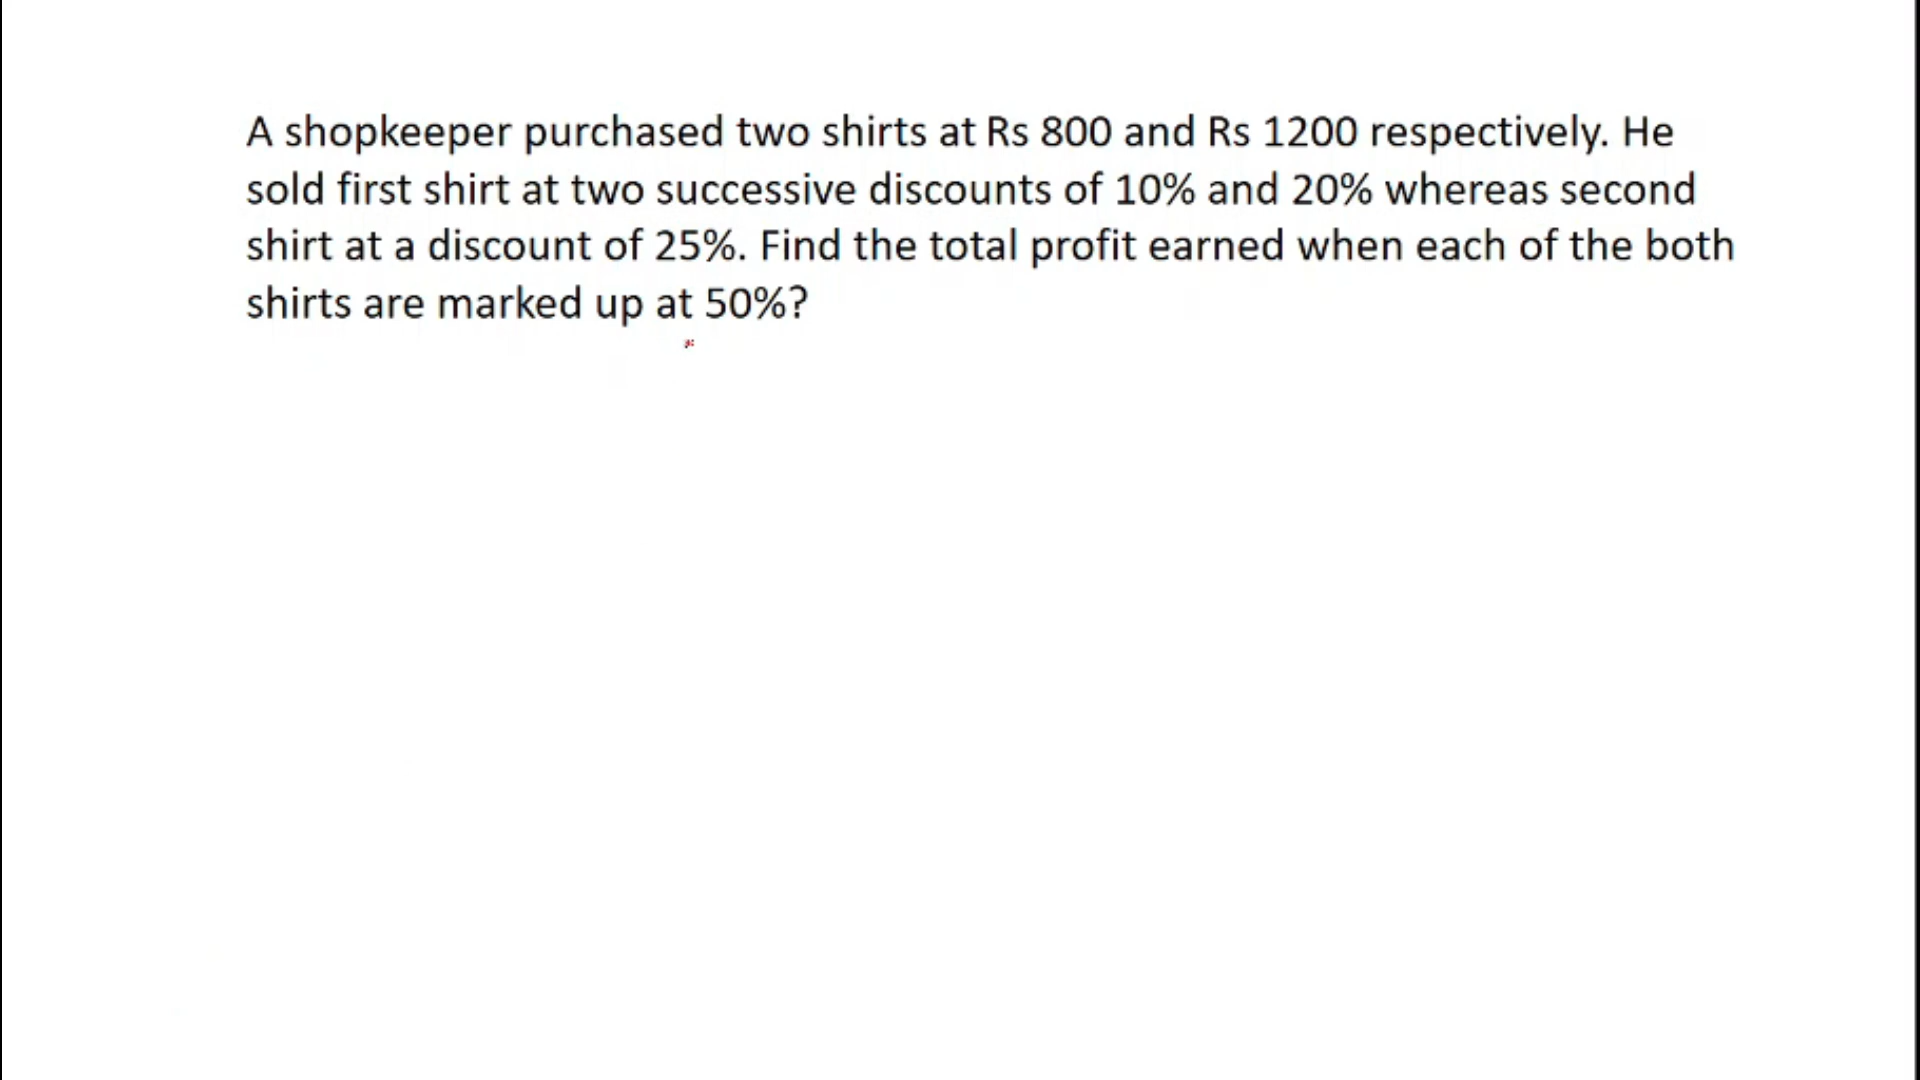 A shopkeeper purchased two shirts at Rs 800 and Rs 1200 respectively. He
sold first shirt at two successive discounts of 10% and 20% whereas second
shirt at a discount of 25%. Find the total profit earned when each of the both
shirts are marked up at 50%?